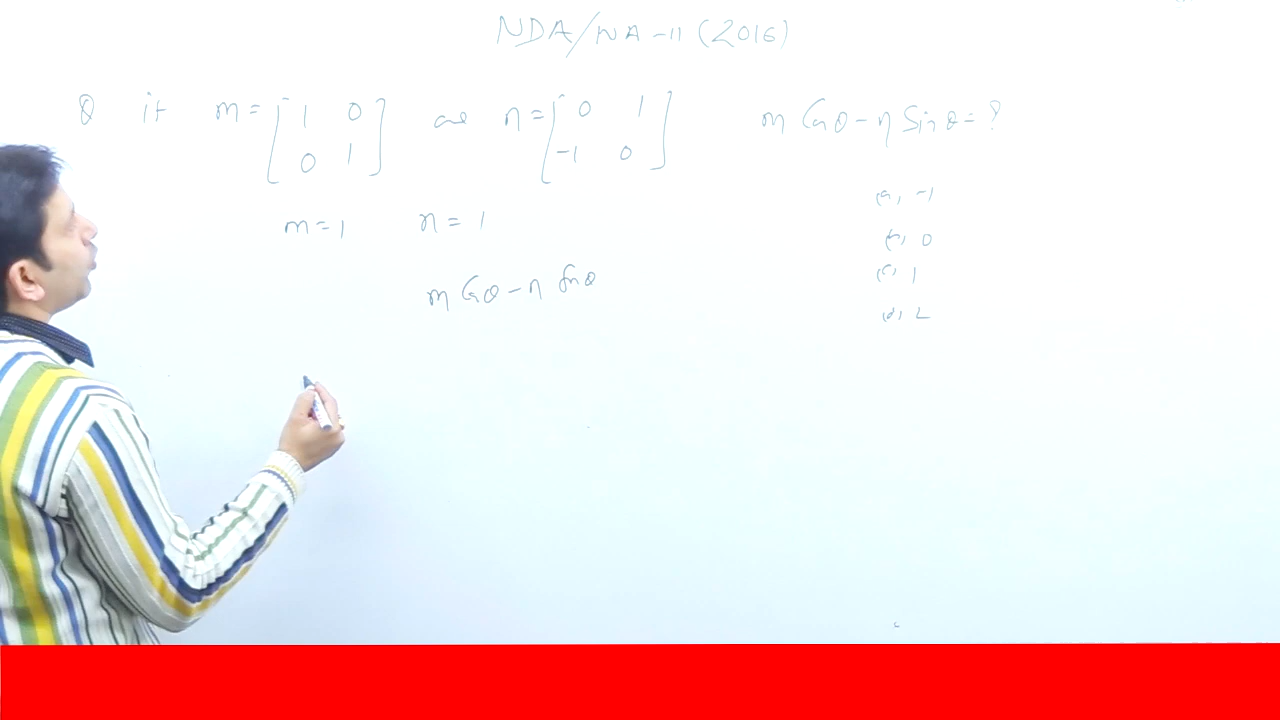 NDA/NA-II (2016)
Q if m = [1 0 0 1] and n = [0 1 -1 0] m Cosθ - n Sinθ = ?
m = 1 n = 1
m Cosθ - n Sinθ
(a) -1
(b) 0
(c) 1
(d) 2